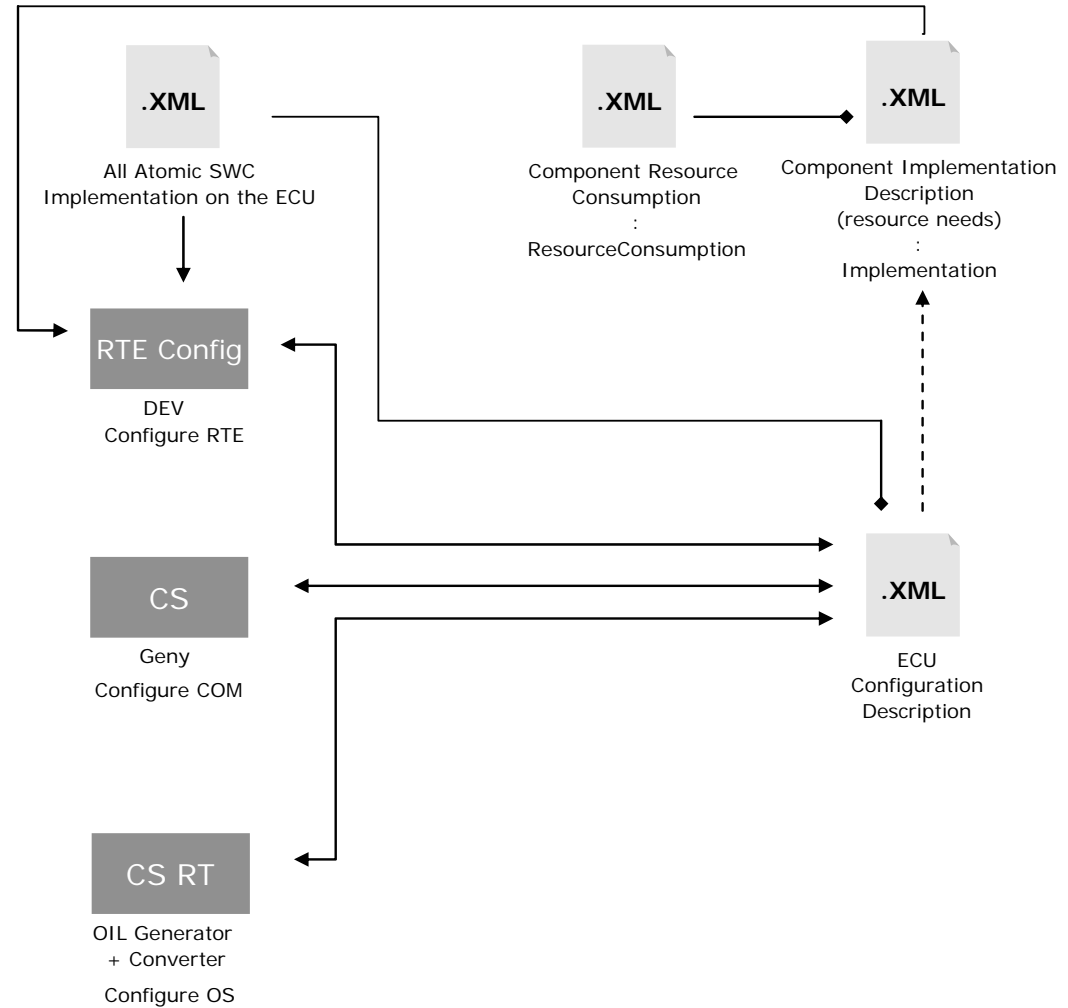 .XML
All Atomic SWC
Implementation on the ECU
.XML
Component Resource
Consumption
:
ResourceConsumption
.XML
Component Implementation
Description
(resource needs)
:
Implementation
RTE Config
DEV
Configure RTE
CS
Geny
Configure COM
.XML
ECU
Configuration
Description
CS RT
OIL Generator
+ Converter
Configure OS